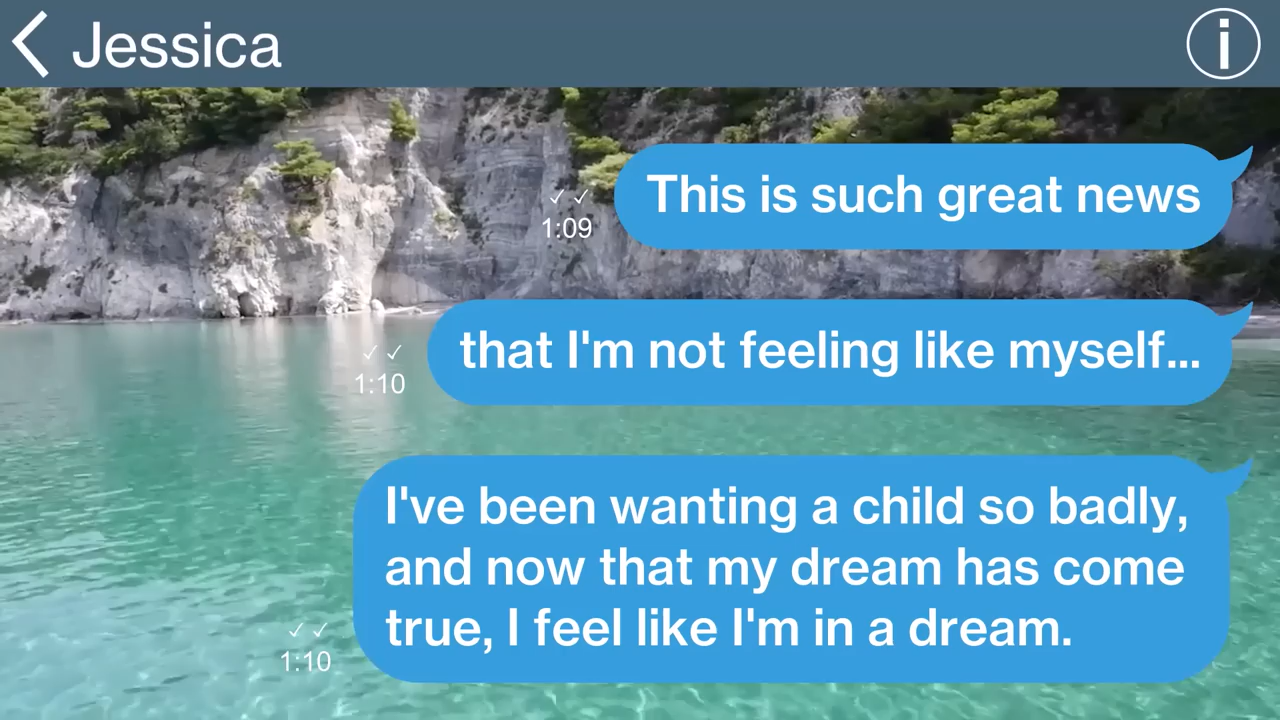 Jessica
This is such great news
1:09
that I'm not feeling like myself...
1:10
I've been wanting a child so badly,
and now that my dream has come
true, I feel like I'm in a dream.
1:10